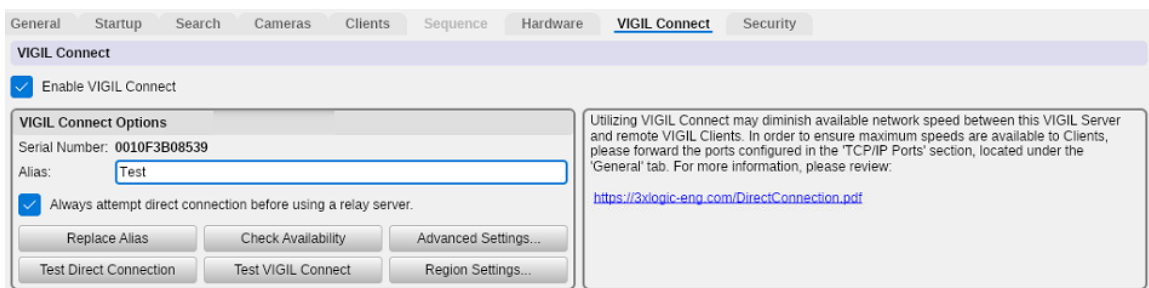 General Startup Search Cameras Clients Sequence Hardware VIGIL Connect Security
VIGIL Connect
Enable VIGIL Connect
VIGIL Connect Options
Serial Number: 0010F3B08539
Alias: Test
Always attempt direct connection before using a relay server.
Replace Alias Check Availability Advanced Settings...
Test Direct Connection Test VIGIL Connect Region Settings...
Utilizing VIGIL Connect may diminish available network speed between this VIGIL Server
and remote VIGIL Clients. In order to ensure maximum speeds are available to Clients,
please forward the ports configured in the 'TCP/IP Ports' section, located under the
'General' tab. For more information, please review:
https://3xlogic-eng.com/DirectConnection.pdf